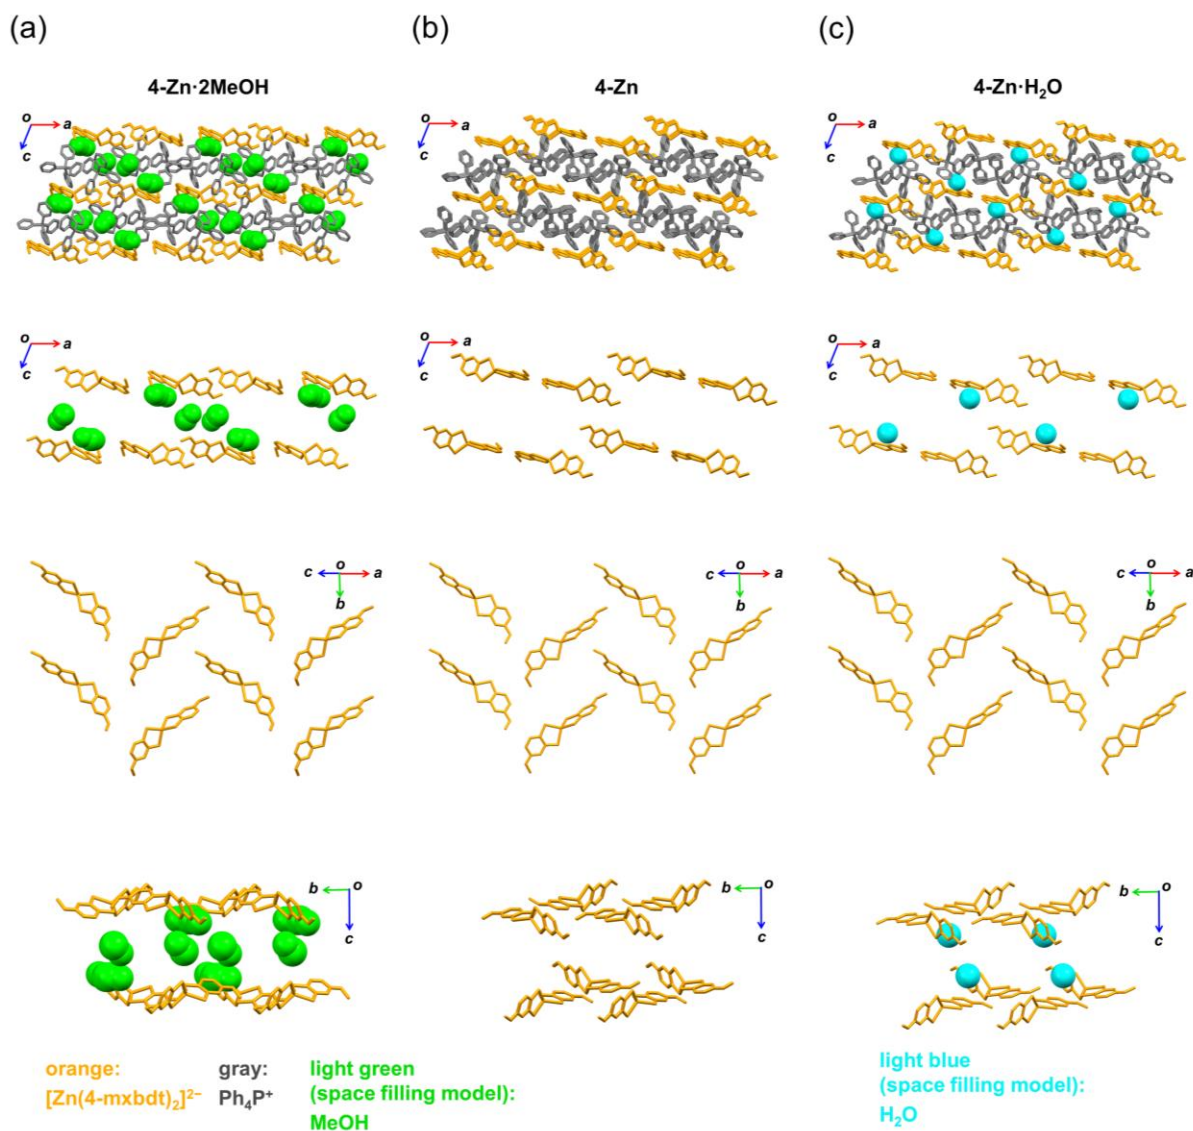 (a) (b) (c)
4-Zn·2MeOH 4-Zn 4-Zn·H₂O
o a c o a c o a c
o a c o a c o a c
c o a b c o a b c o a b
b o c b o c b o c
orange: gray: light green light blue
[Zn(4-mxbdt)₂]²⁻ Ph₄P⁺ (space filling model): (space filling model):
MeOH H₂O